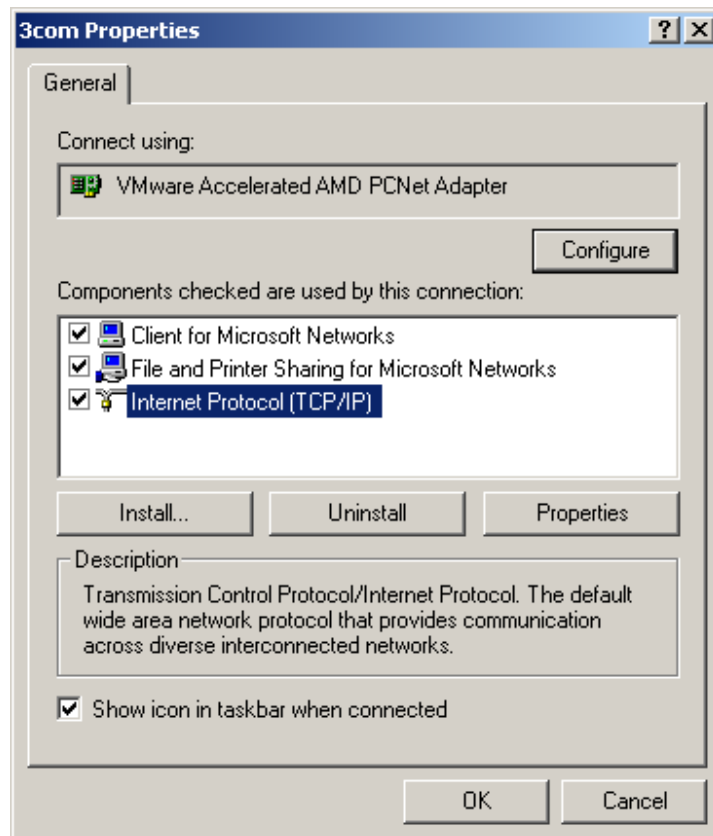 3com Properties
General
Connect using:
VMware Accelerated AMD PCNet Adapter
Configure
Components checked are used by this connection:
Client for Microsoft Networks
File and Printer Sharing for Microsoft Networks
Internet Protocol (TCP/IP)
Install... Uninstall Properties
Description
Transmission Control Protocol/Internet Protocol. The default
wide area network protocol that provides communication
across diverse interconnected networks.
Show icon in taskbar when connected
OK Cancel